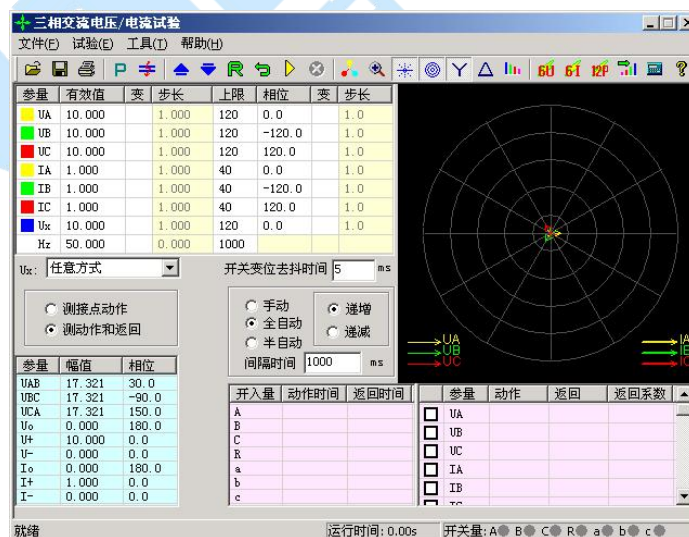 三相交流电压/电流试验
文件(F) 试验(E) 工具(T) 帮助(H)
P R 6U 6I 12P ?
参量 有效值 变 步长 上限 相位 变 步长
UA 10.000 1.000 120 0.0 1.0
UB 10.000 1.000 120 -120.0 1.0
UC 10.000 1.000 120 120.0 1.0
IA 1.000 1.000 40 0.0 1.0
IB 1.000 1.000 40 -120.0 1.0
IC 1.000 1.000 40 120.0 1.0
Ux 10.000 1.000 120 0.0 1.0
Hz 50.000 0.000 1000
Ux: 任意方式 开关变位去抖时间 5 ms
测接点动作
测动作和返回
手动
全自动
半自动
递增
递减
间隔时间 1000 ms
UA
UB
UC
IA
IB
IC
参量 幅值 相位
UAB 17.321 30.0
UBC 17.321 -90.0
UCA 17.321 150.0
Uo 0.000 180.0
U+ 10.000 0.0
U- 0.000 0.0
Io 0.000 180.0
I+ 1.000 0.0
I- 0.000 0.0
开入量 动作时间 返回时间
A
B
C
R
a
b
c
参量 动作 返回 返回系数
UA
UB
UC
IA
IB
IC
就绪 运行时间: 0.00s 开关量: A B C R a b c